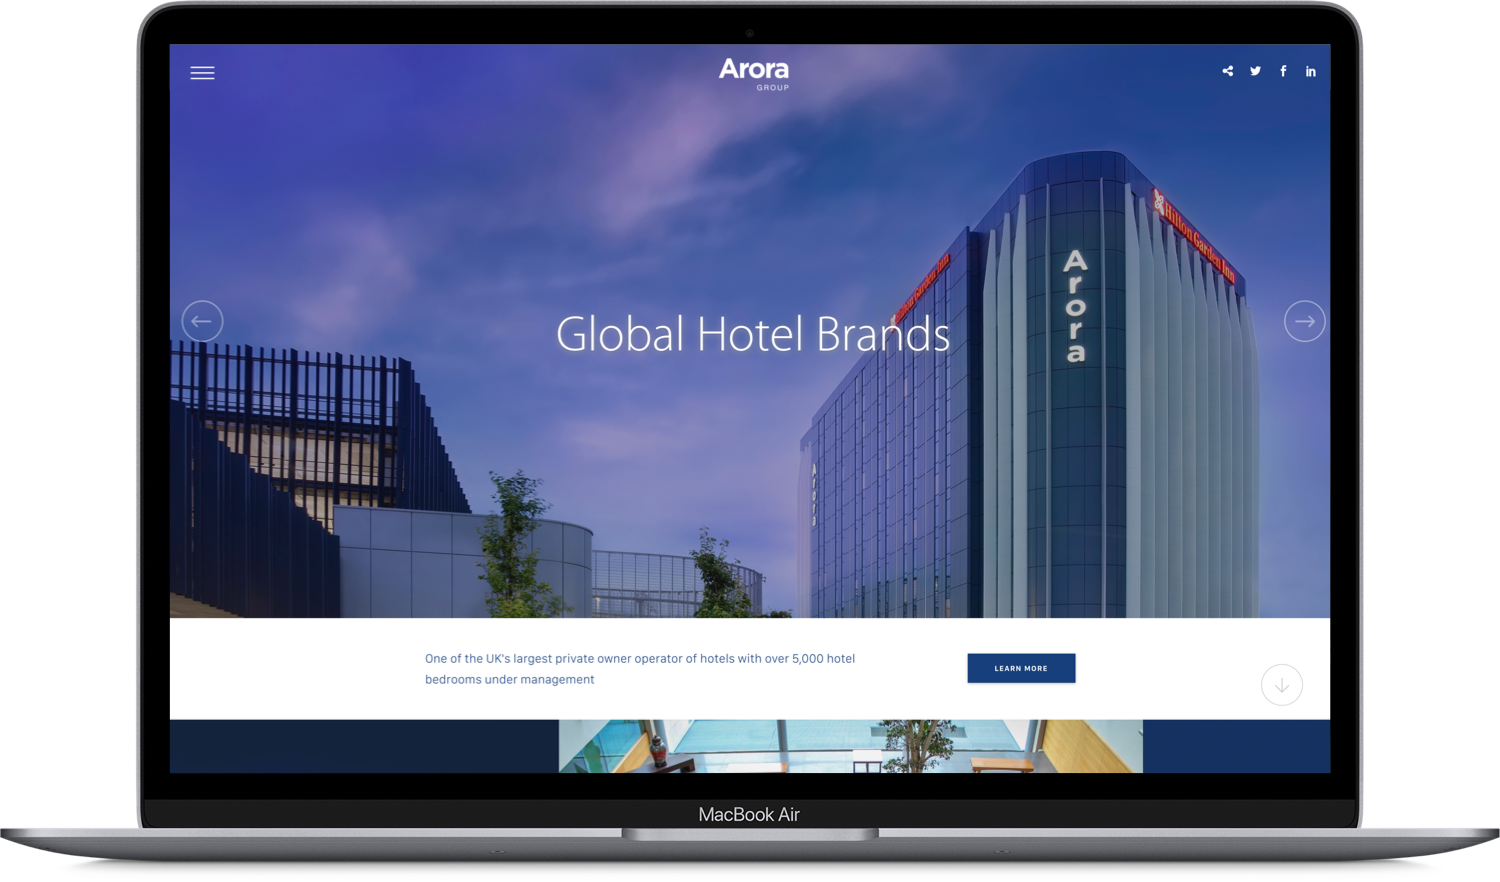 Arora
GROUP
Hilton Garden Inn
Hilton Garden Inn
Arora
Global Hotel Brands
Arora
One of the UK's largest private owner operator of hotels with over 5,000 hotel
bedrooms under management
LEARN MORE
MacBook Air